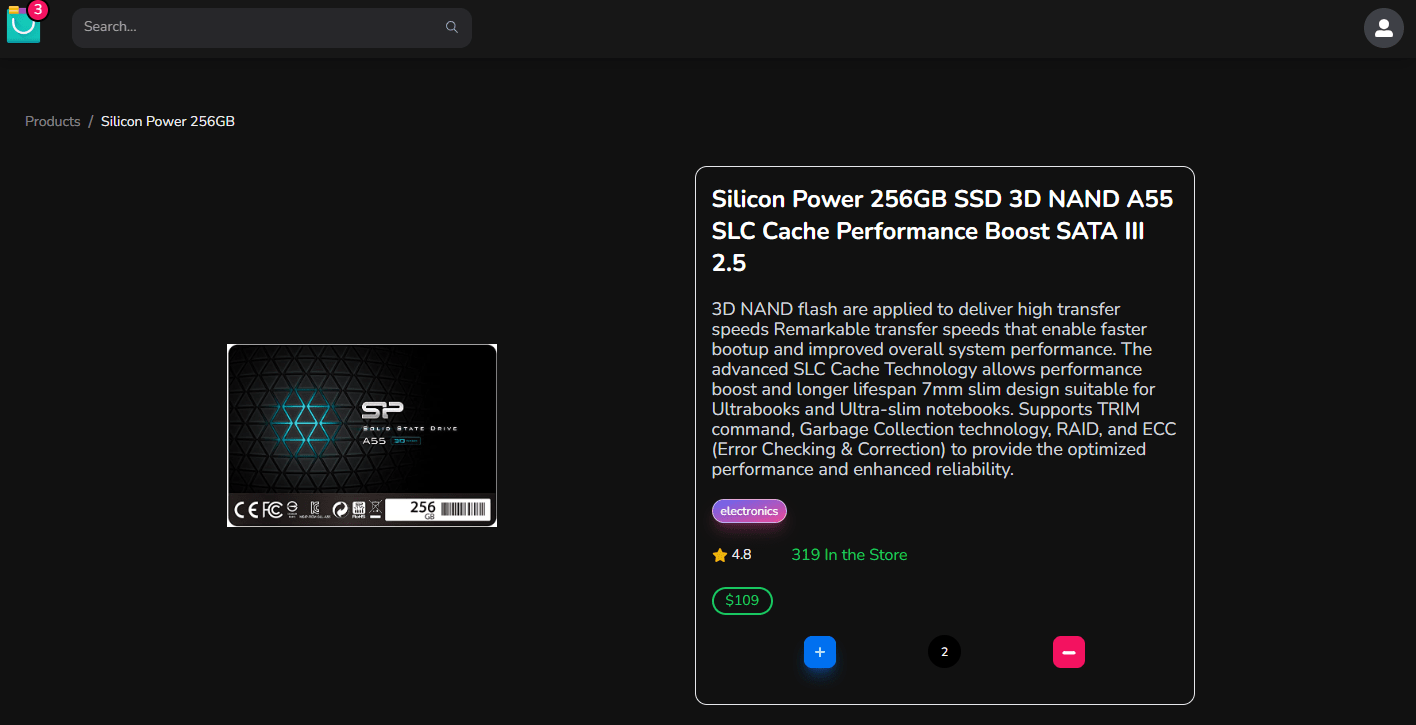 3
Search...
Products / Silicon Power 256GB
Silicon Power 256GB SSD 3D NAND A55
SLC Cache Performance Boost SATA III
2.5
3D NAND flash are applied to deliver high transfer
speeds Remarkable transfer speeds that enable faster
bootup and improved overall system performance. The
advanced SLC Cache Technology allows performance
boost and longer lifespan 7mm slim design suitable for
Ultrabooks and Ultra-slim notebooks. Supports TRIM
command, Garbage Collection technology, RAID, and ECC
(Error Checking & Correction) to provide the optimized
performance and enhanced reliability.
electronics
4.8 319 In the Store
$109
+ 2 −
SP
SOLID STATE DRIVE
A55
CE FC
256
GB